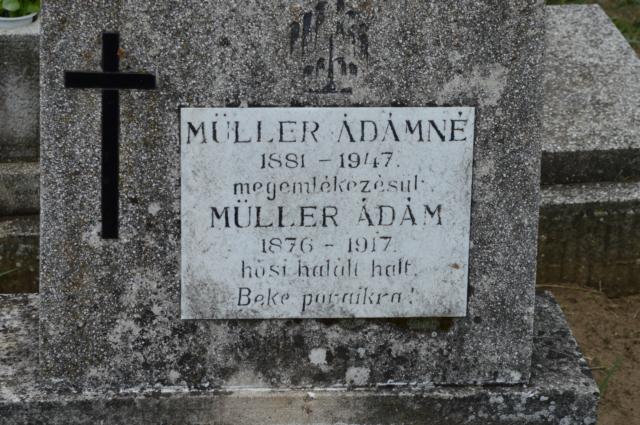 MÜLLER ÁDÁMNÉ
1881 - 1947.
megemlékezésül.
MÜLLER ÁDÁM
1876 - 1917.
hősi halált halt.
Béke poraikra!